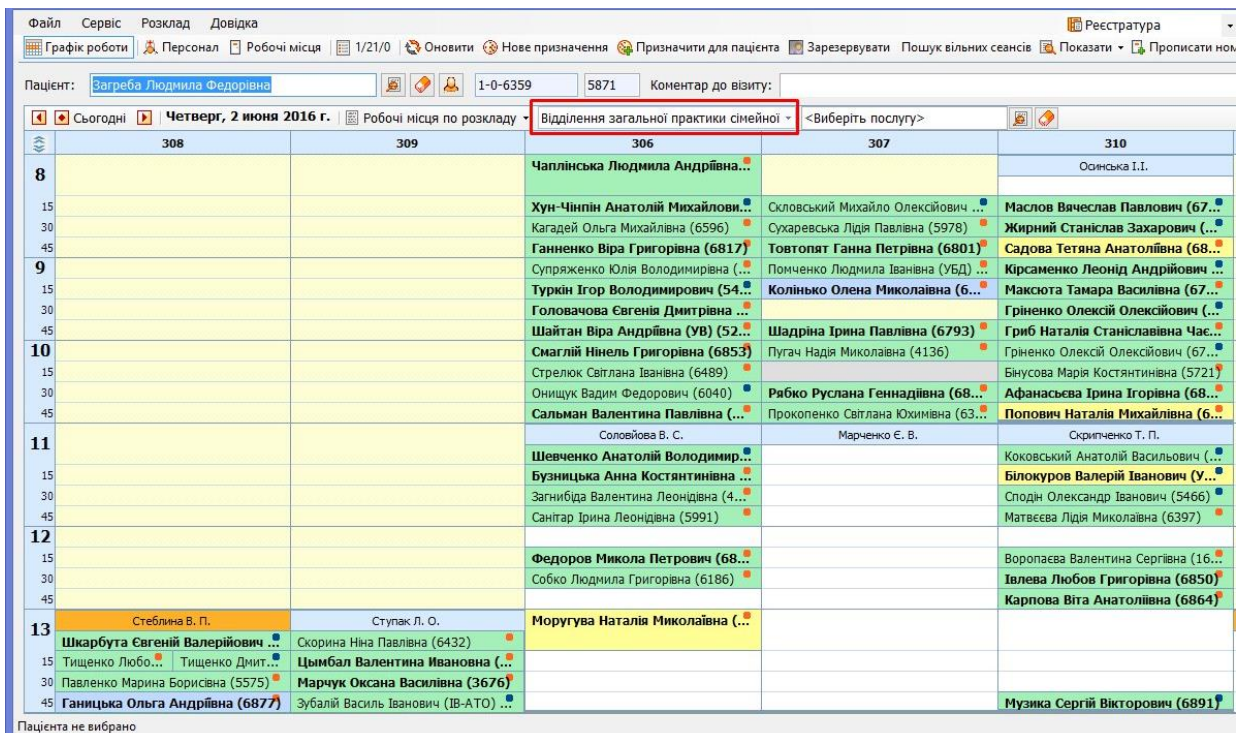 Файл Сервіс Розклад Довідка Реєстратура
Графік роботи Персонал Робочі місця 1/21/0 Оновити Нове призначення Призначити для пацієнта Зарезервувати Пошук вільних сеансів Показати Прописати ном
Пацієнт: Загреба Людмила Федорівна 1-0-6359 5871 Коментар до візиту:
Сьогодні Четверг, 2 июня 2016 г. Робочі місця по розкладу Відділення загальної практики сімейної <Виберіть послугу>
308 309 306 307 310
8 Чаплінська Людмила Андріївна... Осинська І.І.
15 Хун-Чінпін Анатолій Михайлови... Скловський Михайло Олексійович ... Маслов Вячеслав Павлович (67...
30 Кагадей Ольга Михайлівна (6596) Сухаревська Лідія Павлівна (5978) Жирний Станіслав Захарович (...
45 Ганненко Віра Григорівна (6817) Товтопят Ганна Петрівна (6801) Садова Тетяна Анатоліївна (68...
9 Супряженко Юлія Володимирівна (... Помченко Людмила Іванівна (УБД) ... Кірсаменко Леонід Андрійович ...
15 Туркін Ігор Володимирович (54... Колінько Олена Миколаівна (6... Максюта Тамара Василівна (67...
30 Головачова Євгенія Дмитрівна ... Гріненко Олексій Олексійович (...
45 Шайтан Віра Андріївна (УВ) (52... Шадріна Ірина Павлівна (6793) Гриб Наталія Станіславівна Чає...
10 Смаглій Нінель Григорівна (6853) Пугач Надія Миколаівна (4136) Гріненко Олексій Олексійович (67...
15 Стрелюк Світлана Іванівна (6489) Бінусова Марія Костянтинівна (5721)
30 Онищук Вадим Федорович (6040) Рябко Руслана Геннадіівна (68... Афанасьєва Ірина Ігорівна (68...
45 Сальман Валентина Павлівна (... Прокопенко Світлана Юхимівна (63... Попович Наталія Михайлівна (6...
11 Соловйова В. С. Марченко Є. В. Скрипченко Т. П.
Шевченко Анатолій Володимир... Коковський Анатолій Васильович (...
15 Бузницька Анна Костянтинівна ... Білокуров Валерій Іванович (У...
30 Загнибіда Валентина Леонідівна (4... Сподін Олександр Іванович (5466)
45 Санітар Ірина Леонідівна (5991) Матвєєва Лідія Миколаївна (6397)
12
15 Федоров Микола Петрович (68... Воропаєва Валентина Сергіівна (16...
30 Собко Людмила Григорівна (6186) Івлева Любов Григорівна (6850)
45 Карпова Віта Анатоліівна (6864)
13 Стеблина В. П. Ступак Л. О. Моругува Наталія Миколаївна (...
Шкарбута Євгеній Валерійович ... Скорина Ніна Павлівна (6432)
15 Тищенко Любо... Тищенко Дмит... Цымбал Валентина Ивановна (...
30 Павленко Марина Борисівна (5575) Марчук Оксана Василівна (3676)
45 Ганицька Ольга Андріївна (6877) Зубалій Василь Іванович (ІВ-АТО) ... Музика Сергій Вікторович (6891)
Пацієнта не вибрано